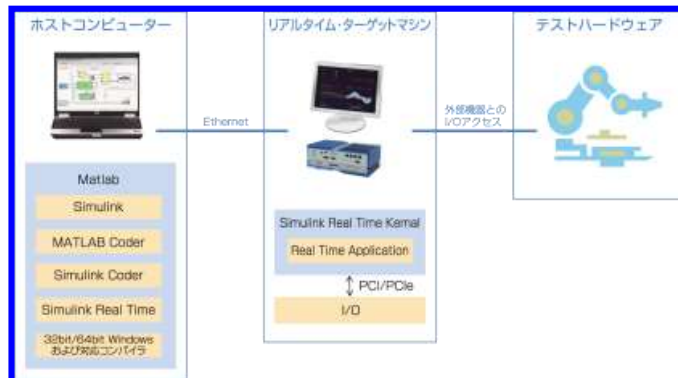 ホストコンピューター
リアルタイム・ターゲットマシン
テストハードウェア
Ethernet
外部機器との
I/Oアクセス
Matlab
Simulink
MATLAB Coder
Simulink Coder
Simulink Real Time
32bit/64bit Windows
および対応コンパイラ
Simulink Real Time Kernal
Real Time Application
PCI/PCIe
I/O